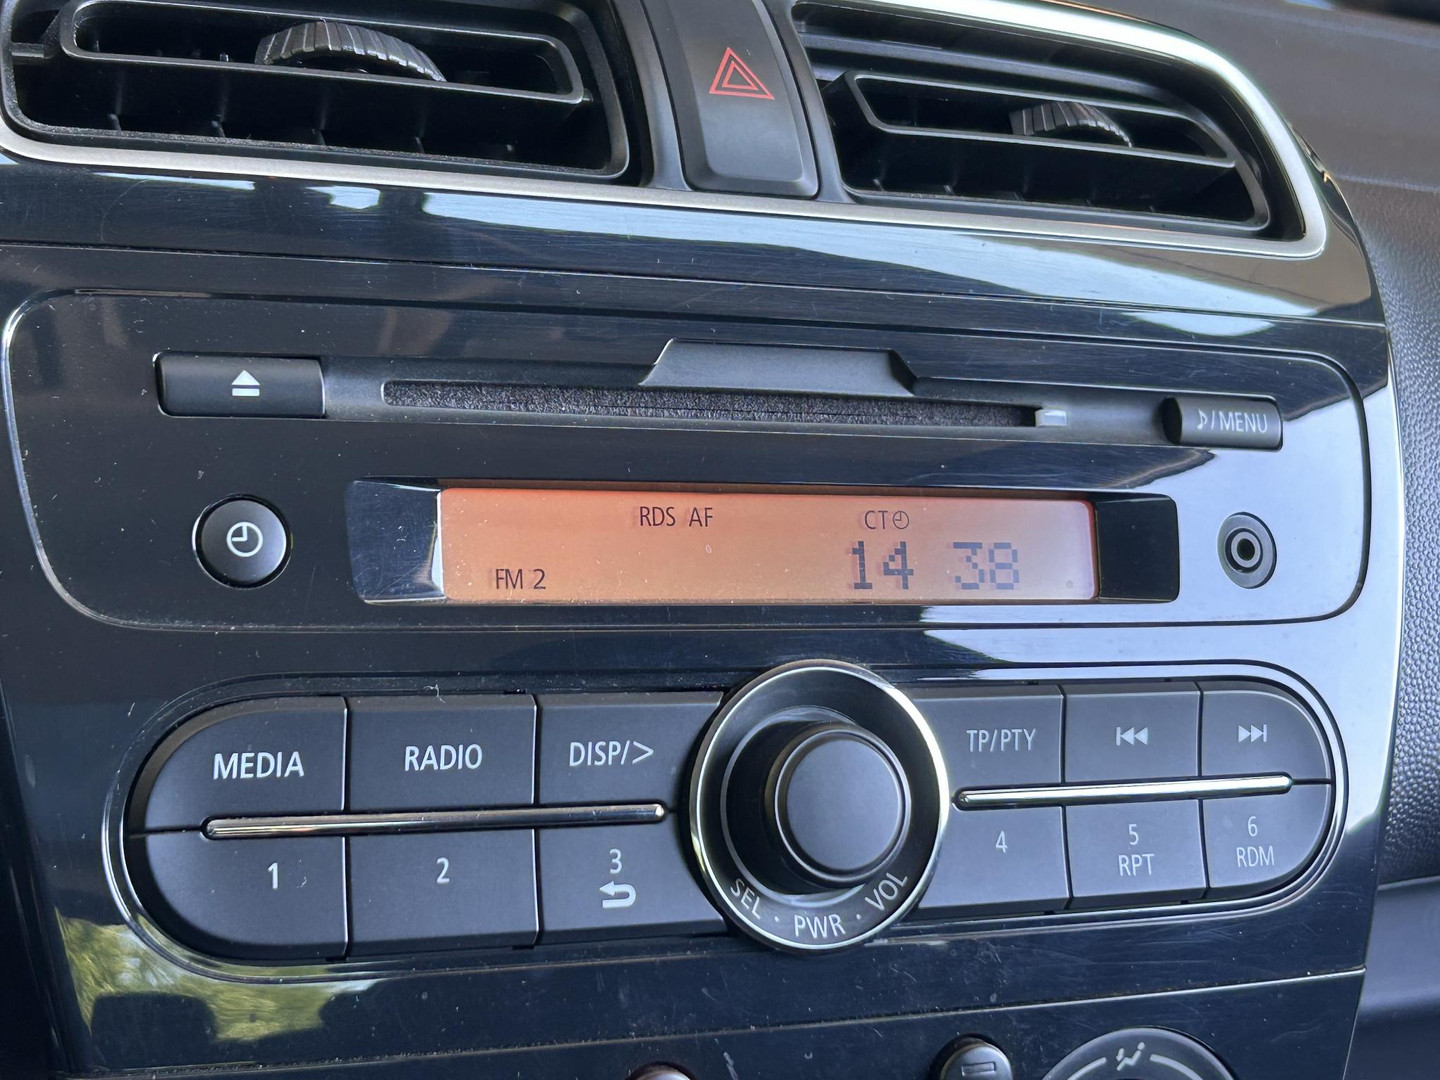 ♪/MENU
RDS AF CT
FM 2 14 38
MEDIA RADIO DISP/> TP/PTY
1 2 3 4 5 6
RPT RDM
SEL · PWR · VOL